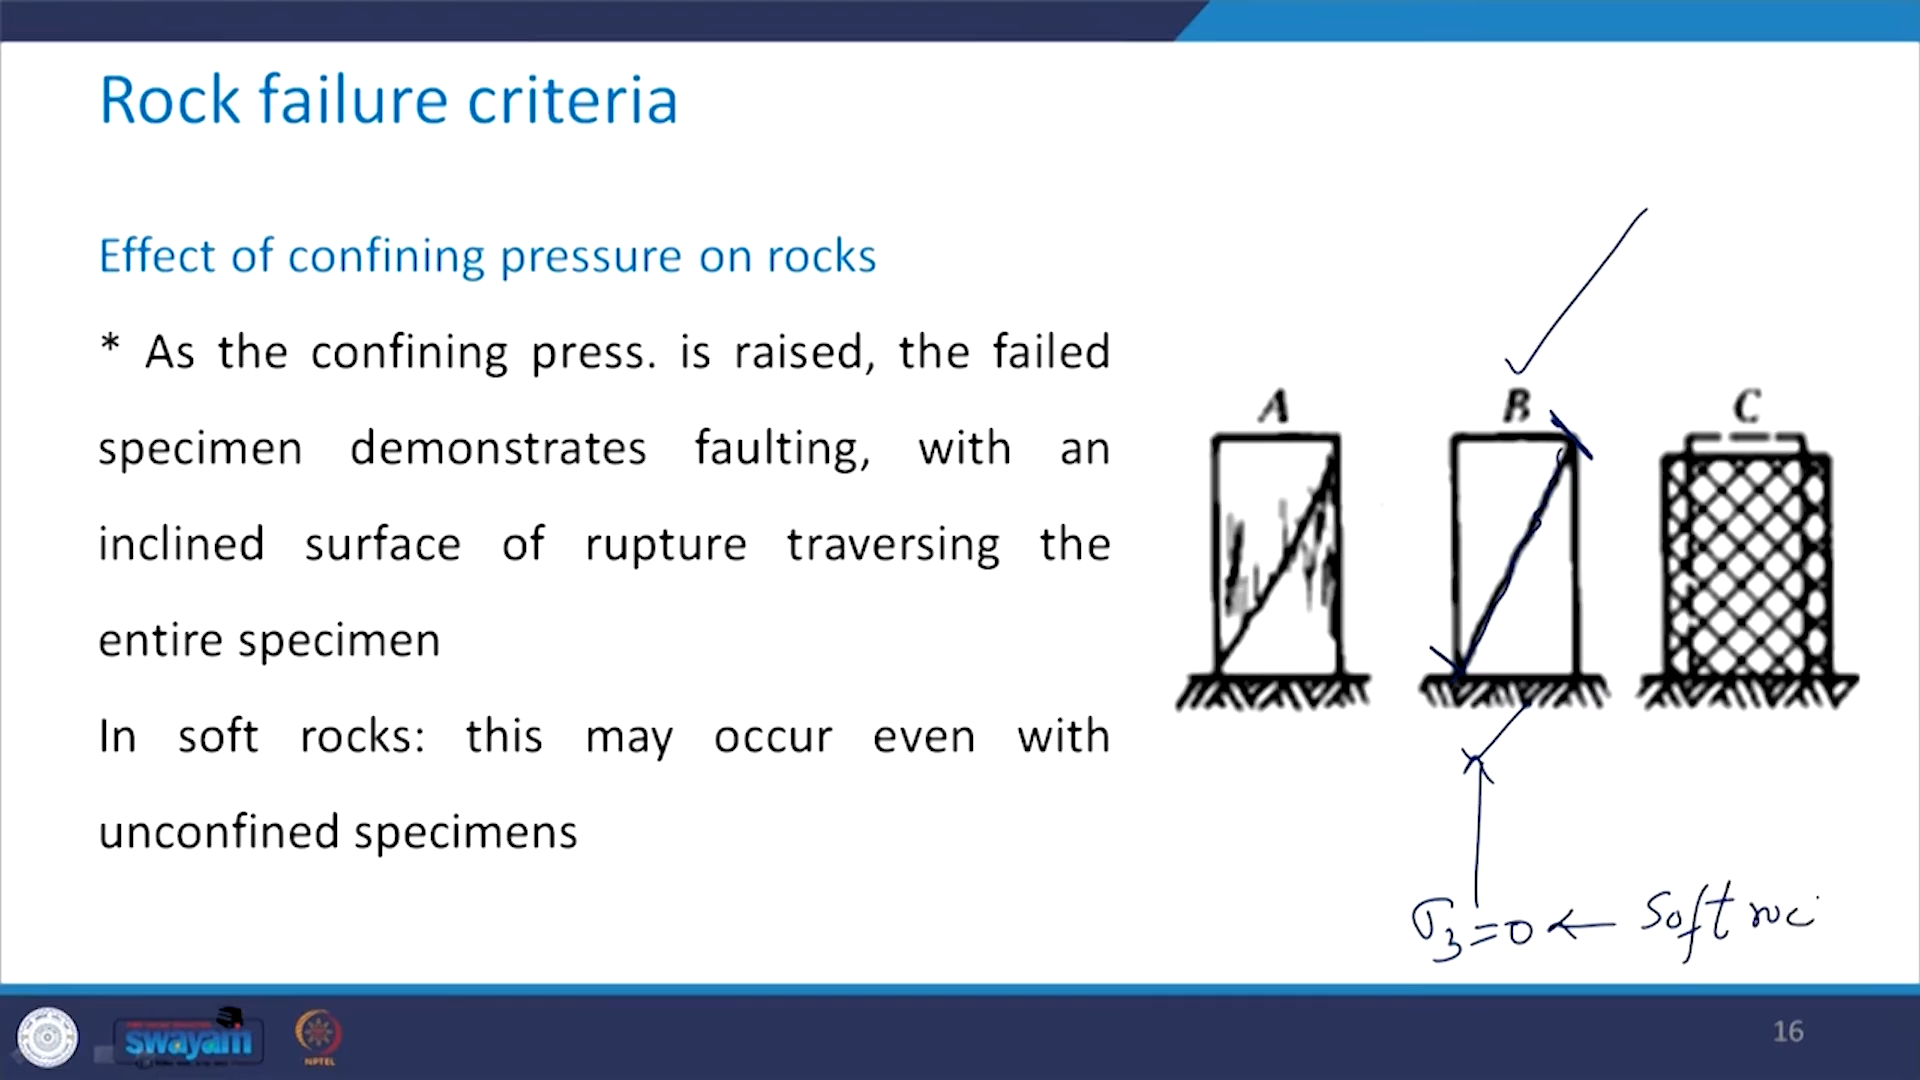 Rock failure criteria
Effect of confining pressure on rocks
* As the confining press. is raised, the failed
specimen demonstrates faulting, with an
inclined surface of rupture traversing the
entire specimen
In soft rocks: this may occur even with
unconfined specimens
A B C
σ3=0 ← Soft roc
swayam
NPTEL
16